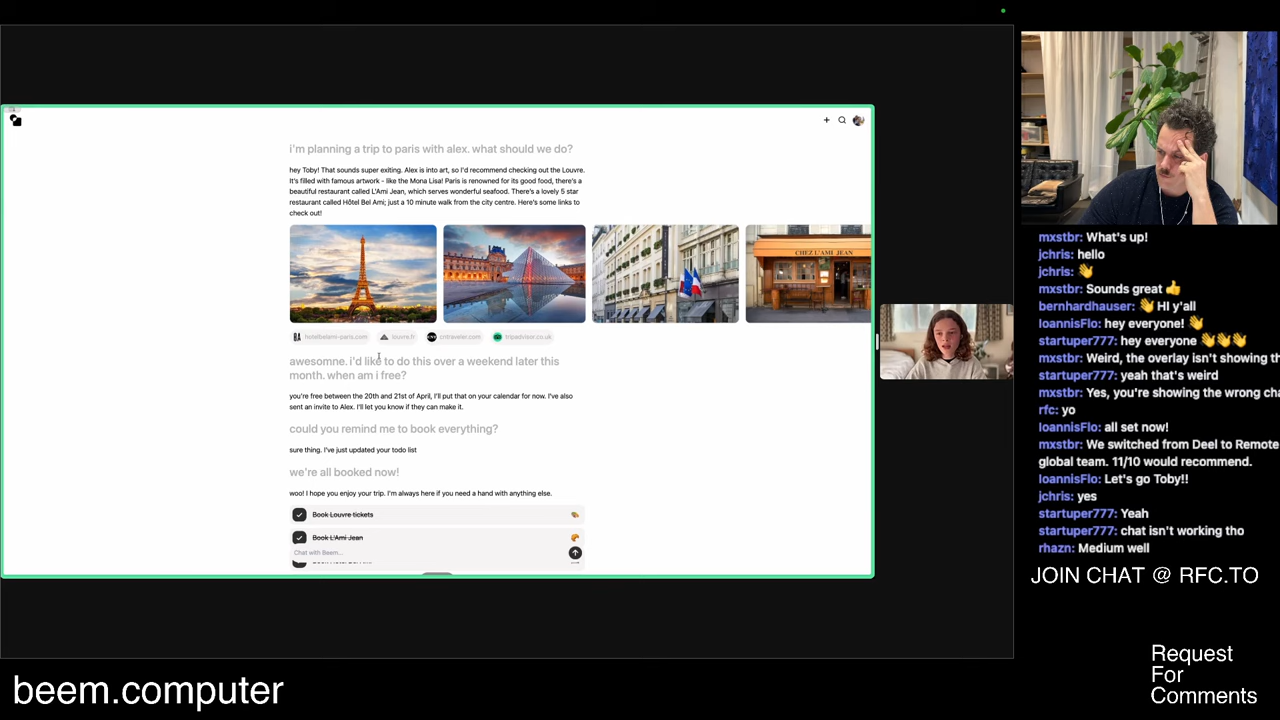 i'm planning a trip to paris with alex. what should we do?
hey Toby! That sounds super exiting. Alex is into art, so I'd recommend checking out the Louvre.
It's filled with famous artwork - like the Mona Lisa! Paris is renowned for its good food, there's a
beautiful restaurant called L'Ami Jean, which serves wonderful seafood. There's a lovely 5 star
restaurant called Hôtel Bel Ami; just a 10 minute walk from the city centre. Here's some links to
check out!
CHEZ L'AMI JEAN
hotelbelami-paris.com
louvre.fr
cntraveler.com
tripadvisor.co.uk
awesomne. i'd like to do this over a weekend later this
month. when am i free?
you're free between the 20th and 21st of April, I'll put that on your calendar for now. I've also
sent an invite to Alex. I'll let you know if they can make it.
could you remind me to book everything?
sure thing. I've just updated your todo list
we're all booked now!
woo! I hope you enjoy your trip. I'm always here if you need a hand with anything else.
Book Louvre tickets
Book L'Ami Jean
Chat with Beem...
mxstbr: What's up!
jchris: hello
jchris: 👋
mxstbr: Sounds great 👍
bernhardhauser: 👋 HI y'all
IoannisFlo: hey everyone! 👋
startuper777: hey everyone 👋👋👋
mxstbr: Weird, the overlay isn't showing th
startuper777: yeah that's weird
mxstbr: Yes, you're showing the wrong cha
rfc: yo
IoannisFlo: all set now!
mxstbr: We switched from Deel to Remote
global team. 11/10 would recommend.
IoannisFlo: Let's go Toby!!
jchris: yes
startuper777: Yeah
startuper777: chat isn't working tho
rhazn: Medium well
JOIN CHAT @ RFC.TO
Request
For
Comments
beem.computer